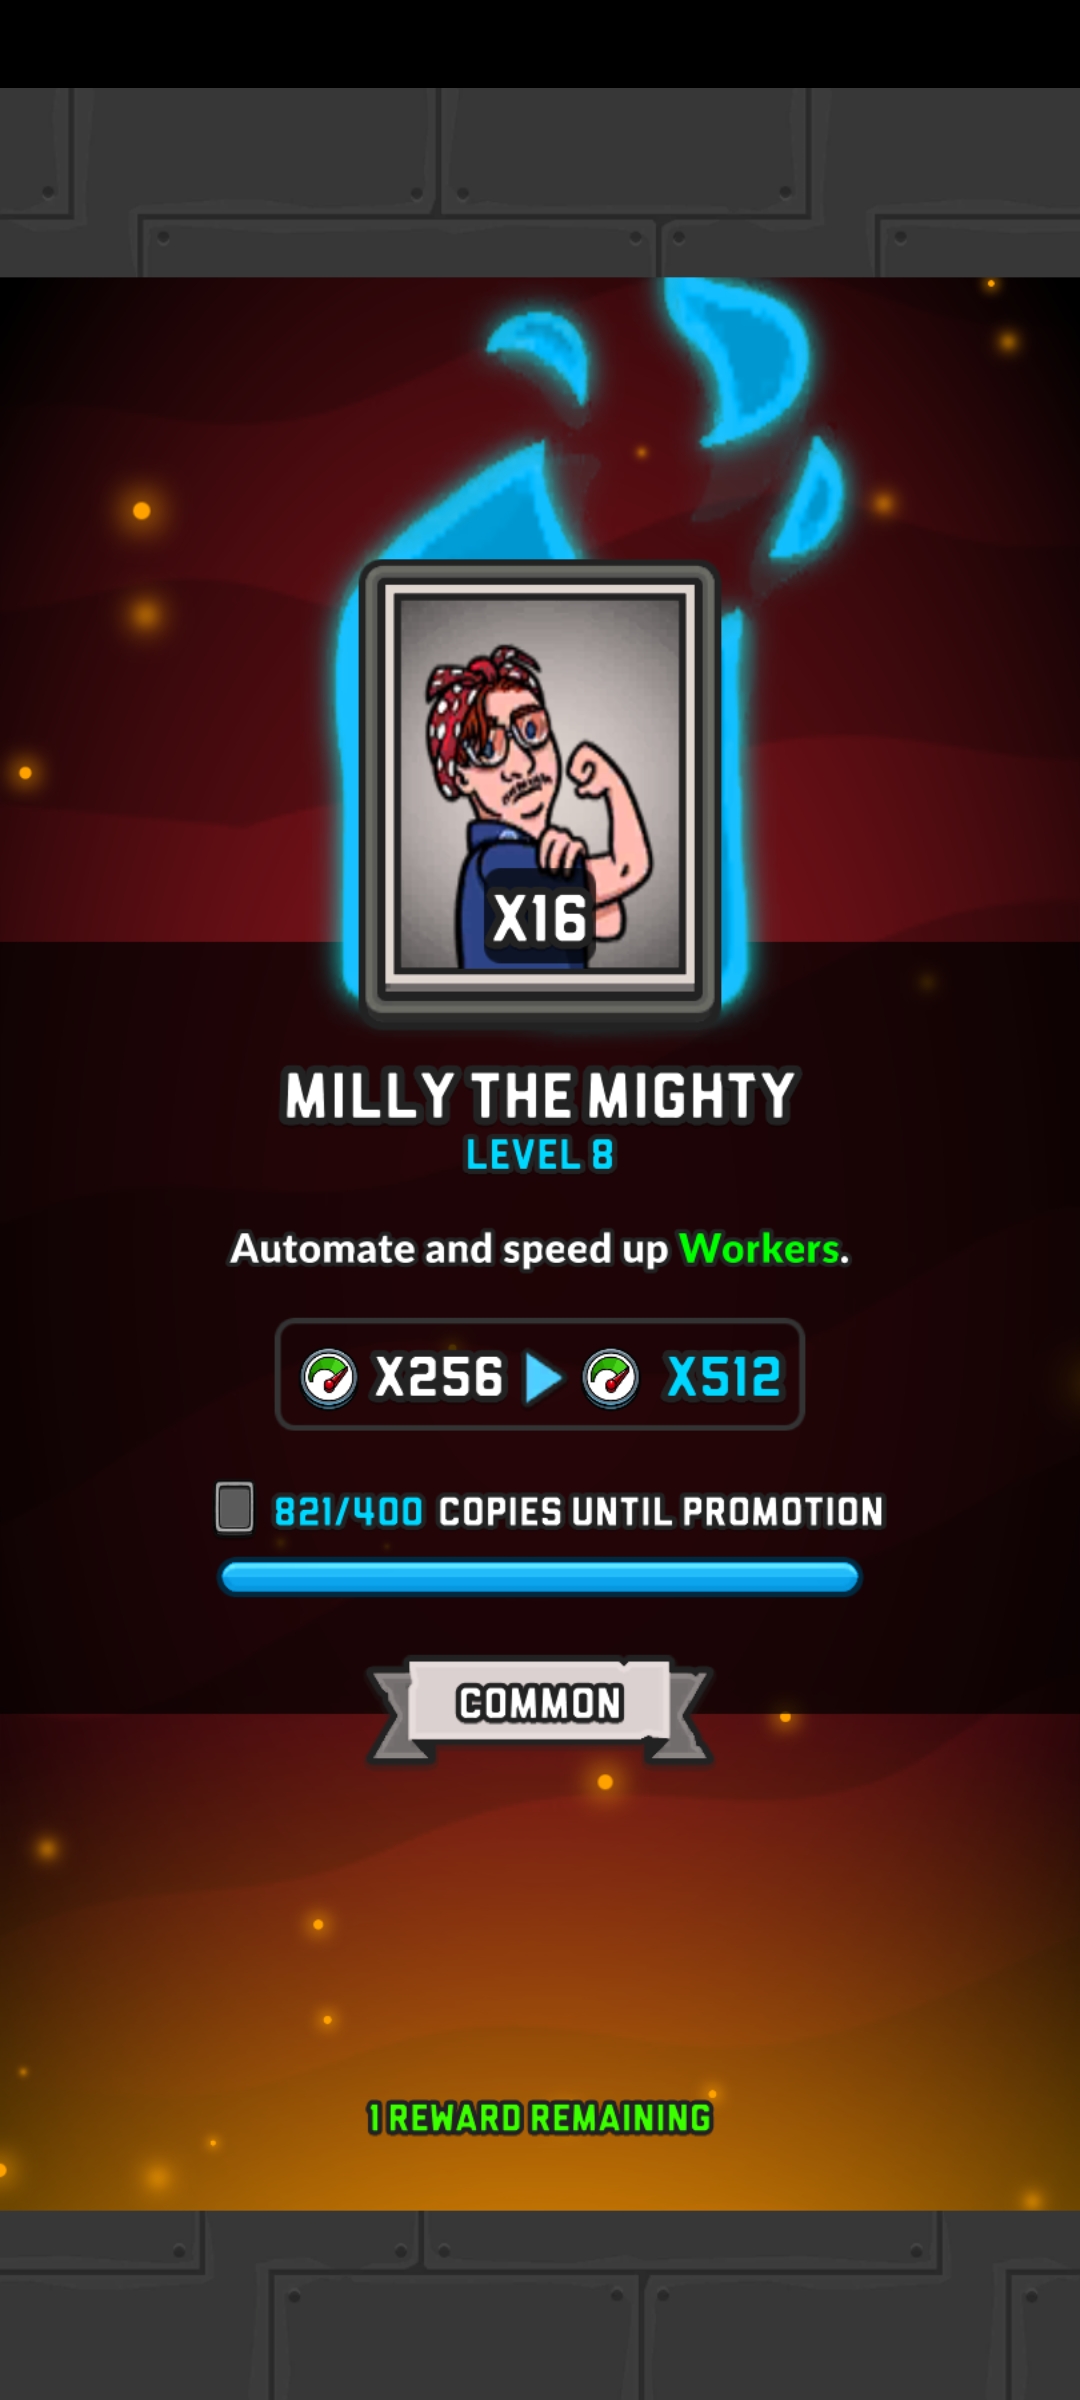 X16
MILLY THE MIGHTY
LEVEL 8
Automate and speed up Workers.
X256 X512
821/400 COPIES UNTIL PROMOTION
COMMON
1 REWARD REMAINING